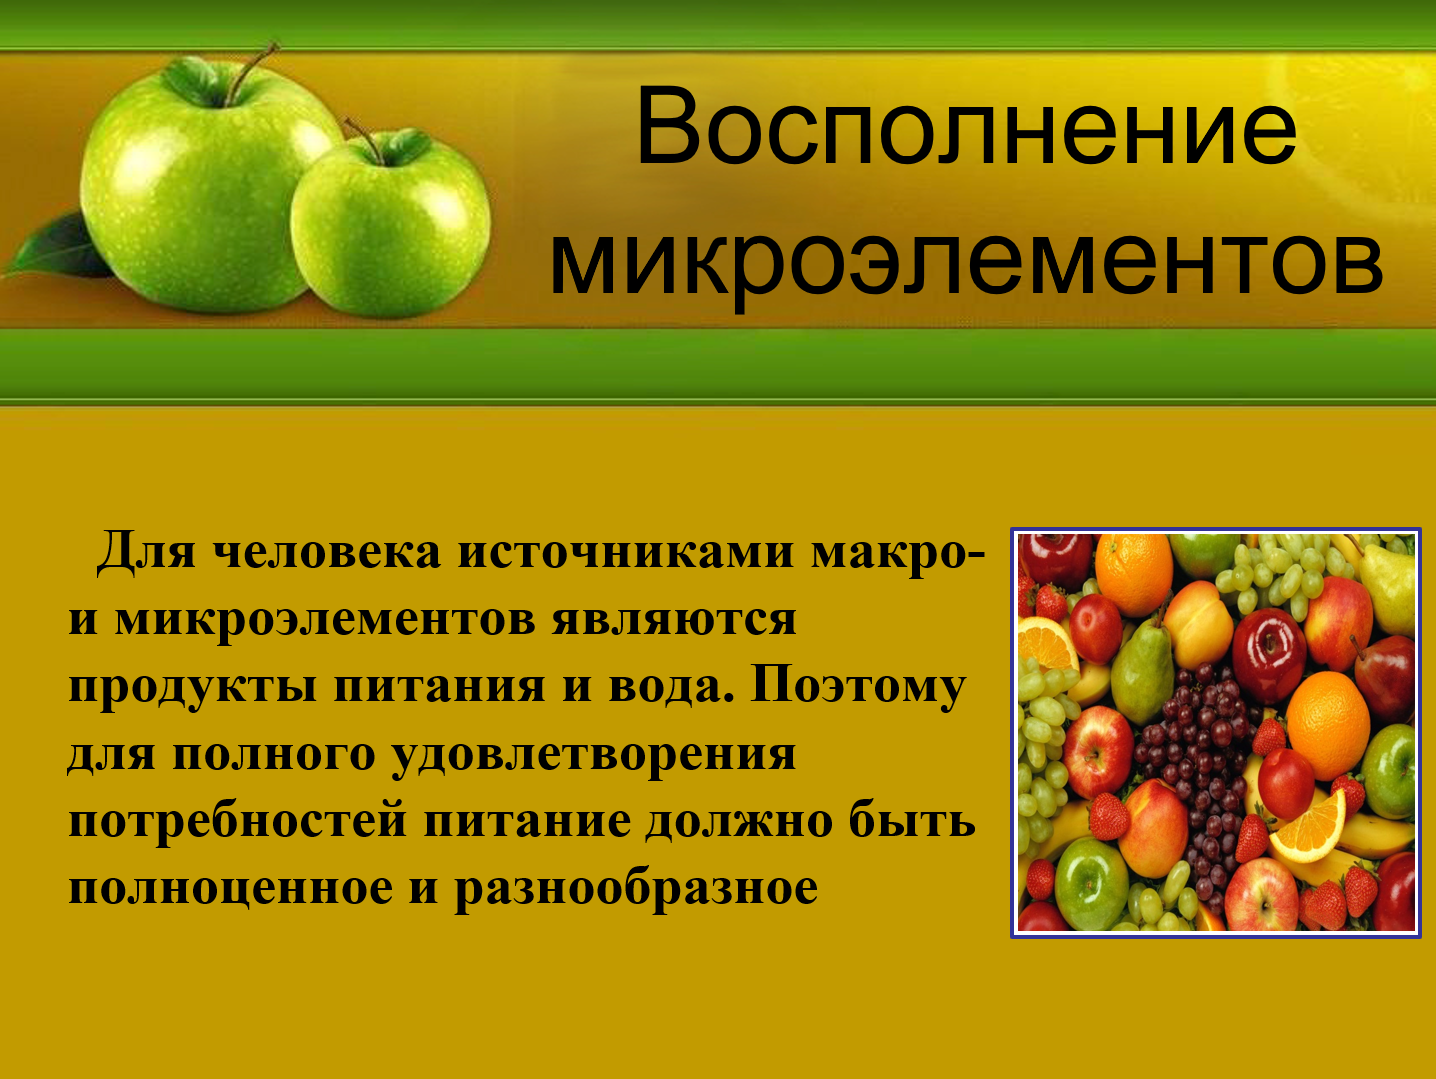 Восполнение
микроэлементов
Для человека источниками макро-
и микроэлементов являются
продукты питания и вода. Поэтому
для полного удовлетворения
потребностей питание должно быть
полноценное и разнообразное